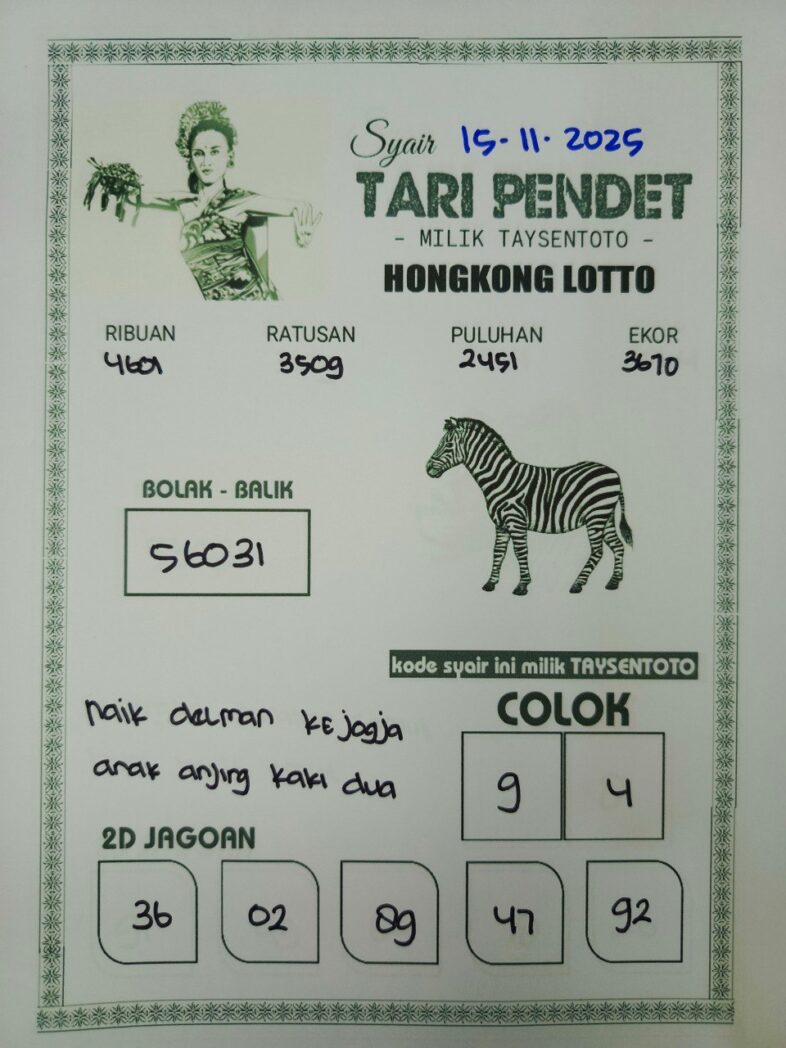 Syair 15-11-2025
TARI PENDET
- MILIK TAYSENTOTO -
HONGKONG LOTTO
RIBUAN RATUSAN PULUHAN EKOR
4601 3509 2451 3670
BOLAK - BALIK
56031
kode syair ini milik TAYSENTOTO
COLOK
9 4
naik delman ke jogja
anak anjing kaki dua
2D JAGOAN
36 02 89 47 92